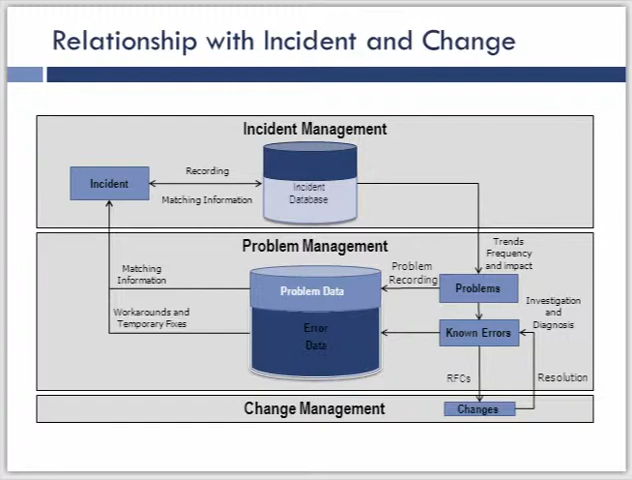 Relationship with Incident and Change
Incident Management
Incident
Recording
Matching Information
Incident
Database
Problem Management
Trends
Frequency
and impact
Matching
Information
Problem Data
Problem
Recording
Problems
Workarounds and
Temporary Fixes
Error
Data
Known Errors
Investigation
and
Diagnosis
RFCs
Resolution
Change Management
Changes